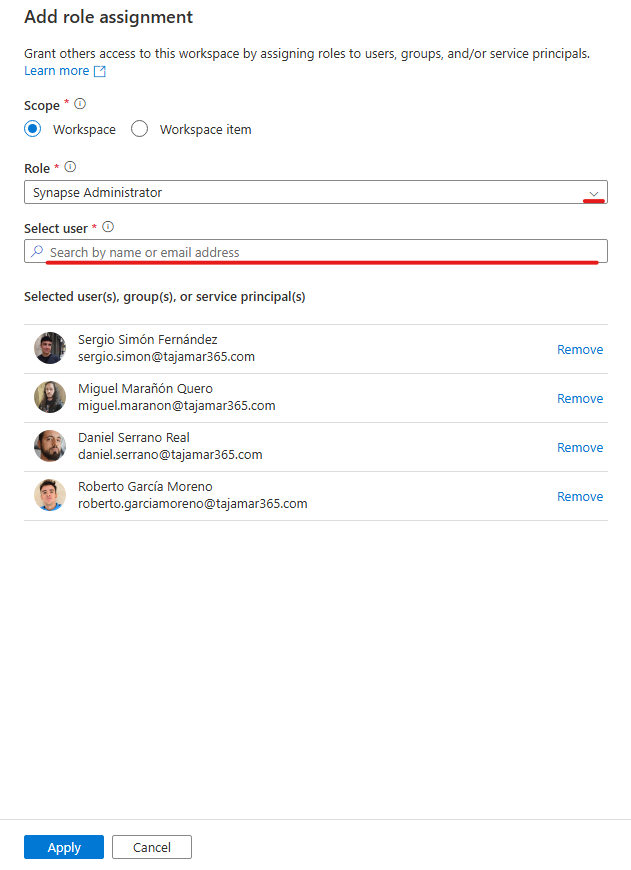 Add role assignment
Grant others access to this workspace by assigning roles to users, groups, and/or service principals.
Learn more
Scope *
Workspace Workspace item
Role *
Synapse Administrator
Select user *
Search by name or email address
Selected user(s), group(s), or service principal(s)
Sergio Simón Fernández
sergio.simon@tajamar365.com
Remove
Miguel Marañón Quero
miguel.maranon@tajamar365.com
Remove
Daniel Serrano Real
daniel.serrano@tajamar365.com
Remove
Roberto García Moreno
roberto.garciamoreno@tajamar365.com
Remove
Apply Cancel